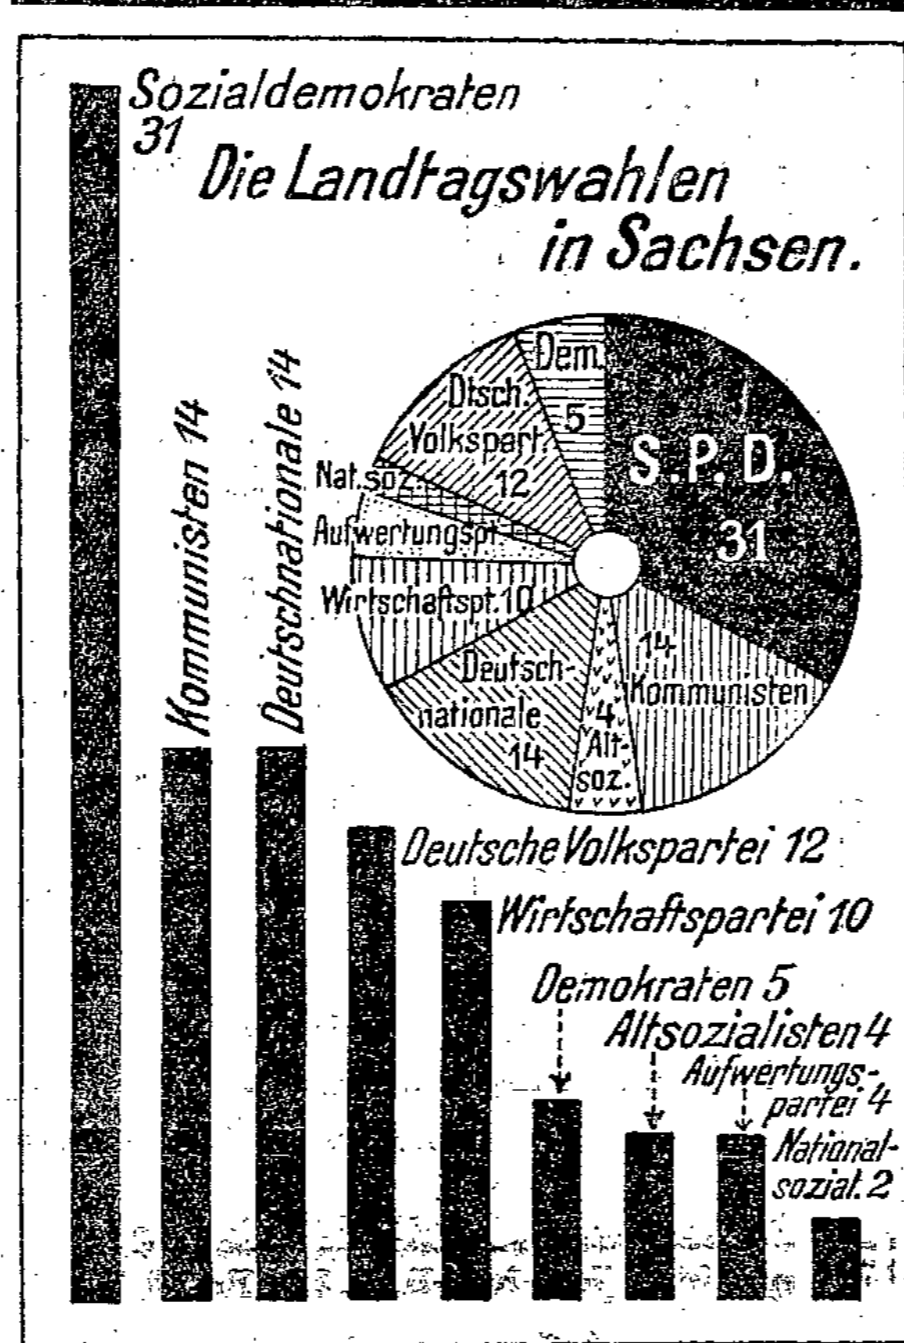 Sozialdemokraten
31
Die Landtagswahlen
in Sachsen.
Kommunisten 14
Deutschnationale 14
Dem.
5
Dtsch.
Volkspart.
12
Nat.soz.
Aufwertungspt.
Wirtschaftspt. 10
Deutsch-
nationale
14
4
Alt-
soz.
14
Kommunisten
S.P.D.
31
Deutsche Volkspartei 12
Wirtschaftspartei 10
Demokraten 5
Altsozialisten 4
Aufwertungs-
partei 4
National-
sozial. 2